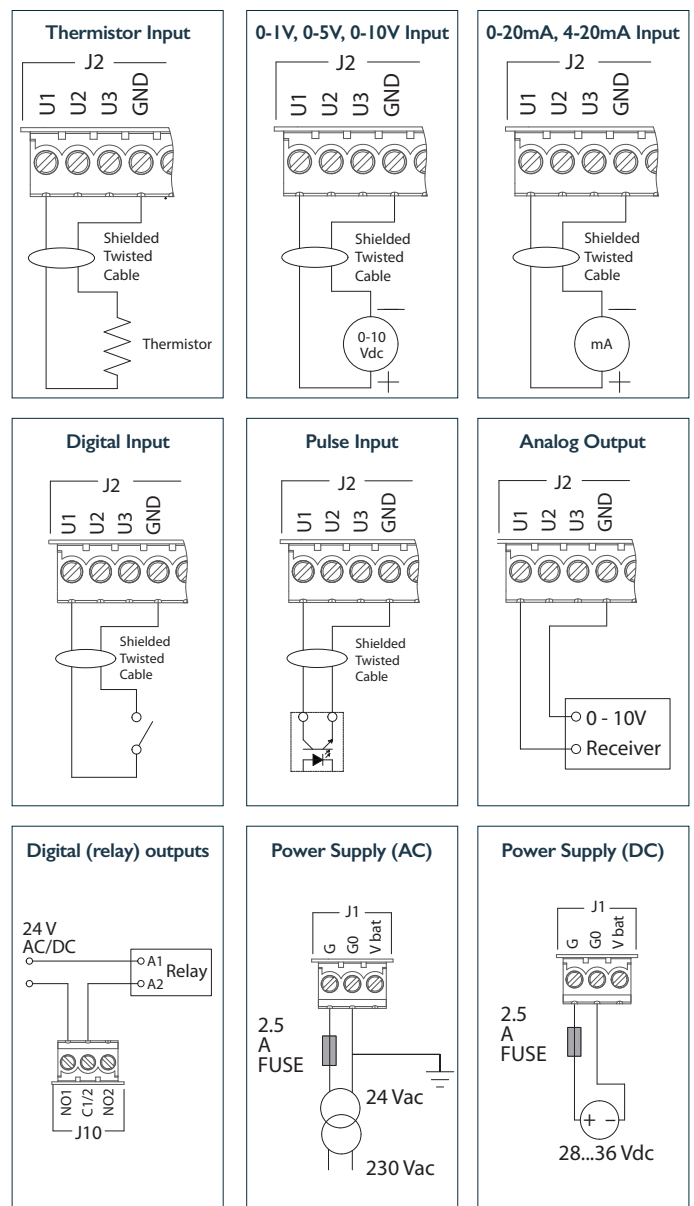 Thermistor Input
J2
U1
U2
U3
GND
Shielded
Twisted
Cable
Thermistor
0-1V, 0-5V, 0-10V Input
J2
U1
U2
U3
GND
Shielded
Twisted
Cable
0-10
Vdc
0-20mA, 4-20mA Input
J2
U1
U2
U3
GND
Shielded
Twisted
Cable
mA
Digital Input
J2
U1
U2
U3
GND
Shielded
Twisted
Cable
Pulse Input
J2
U1
U2
U3
GND
Shielded
Twisted
Cable
Analog Output
J2
U1
U2
U3
GND
0 - 10V
Receiver
Digital (relay) outputs
24 V
AC/DC
A1
A2
Relay
NO1
C1/2
NO2
J10
Power Supply (AC)
J1
G
G0
V bat
2.5
A
FUSE
24 Vac
230 Vac
Power Supply (DC)
J1
G
G0
V bat
2.5
A
FUSE
+ −
28...36 Vdc